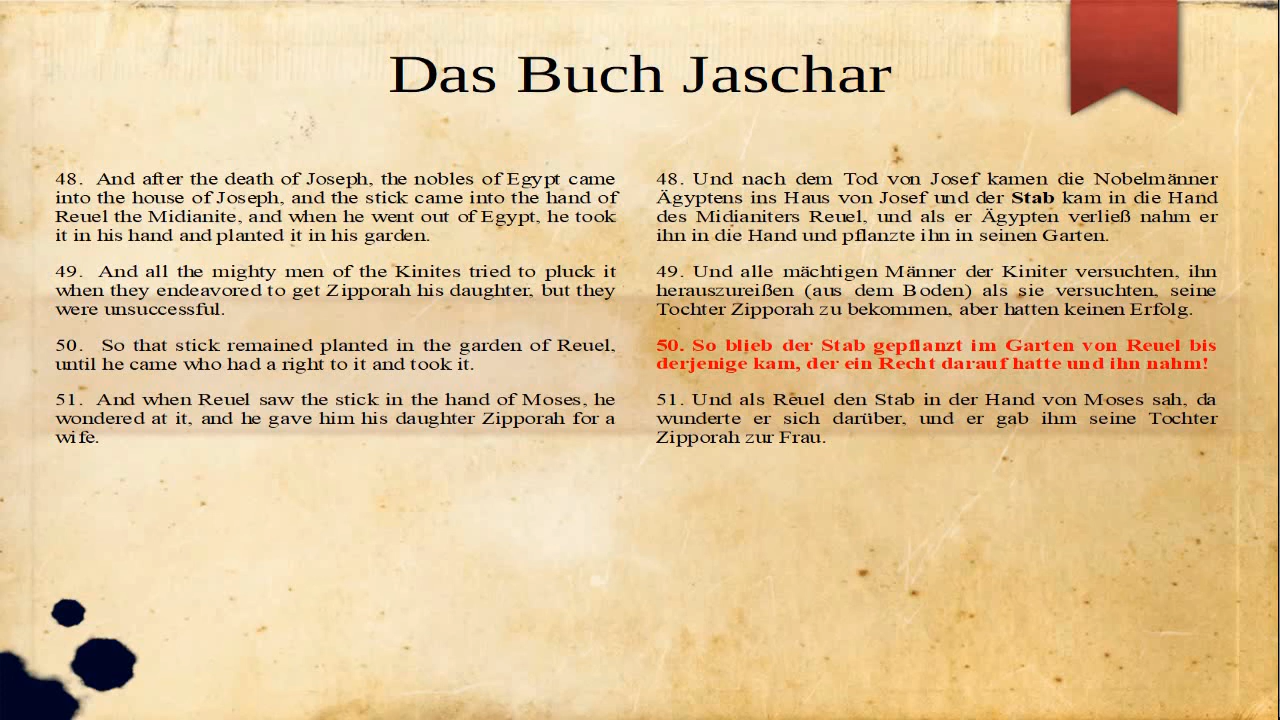 Das Buch Jaschar
48. And after the death of Joseph, the nobles of Egypt came
into the house of Joseph, and the stick came into the hand of
Reuel the Midianite, and when he went out of Egypt, he took
it in his hand and planted it in his garden.
49. And all the mighty men of the Kinites tried to pluck it
when they endeavored to get Zipporah his daughter, but they
were unsuccessful.
50. So that stick remained planted in the garden of Reuel,
until he came who had a right to it and took it.
51. And when Reuel saw the stick in the hand of Moses, he
wondered at it, and he gave him his daughter Zipporah for a
wife.
48. Und nach dem Tod von Josef kamen die Nobelmänner
Ägyptens ins Haus von Josef und der Stab kam in die Hand
des Midianiters Reuel, und als er Ägypten verließ nahm er
ihn in die Hand und pflanzte ihn in seinen Garten.
49. Und alle mächtigen Männer der Kiniter versuchten, ihn
herauszureißen (aus dem Boden) als sie versuchten, seine
Tochter Zipporah zu bekommen, aber hatten keinen Erfolg.
50. So blieb der Stab gepflanzt im Garten von Reuel bis
derjenige kam, der ein Recht darauf hatte und ihn nahm!
51. Und als Reuel den Stab in der Hand von Moses sah, da
wunderte er sich darüber, und er gab ihm seine Tochter
Zipporah zur Frau.